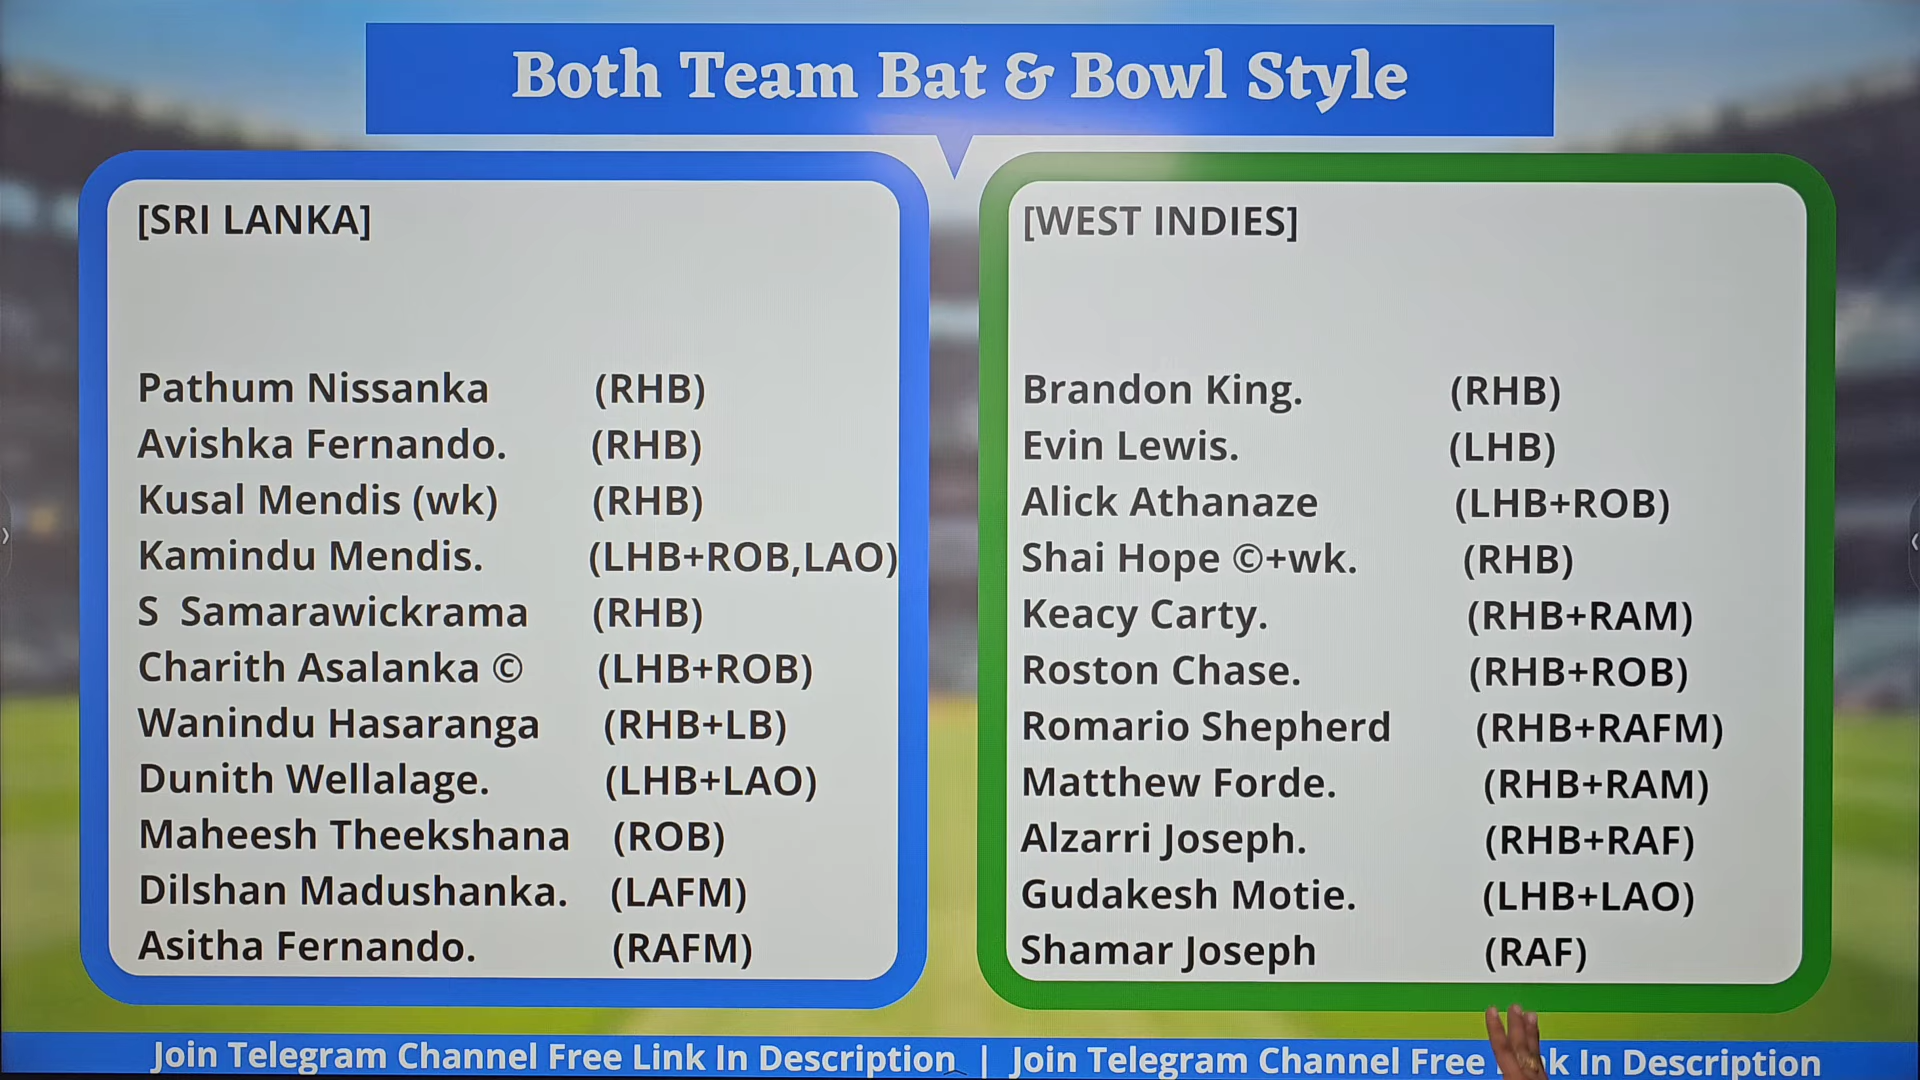 Both Team Bat & Bowl Style
[SRI LANKA]
Pathum Nissanka (RHB)
Avishka Fernando. (RHB)
Kusal Mendis (wk) (RHB)
Kamindu Mendis. (LHB+ROB,LAO)
S Samarawickrama (RHB)
Charith Asalanka © (LHB+ROB)
Wanindu Hasaranga (RHB+LB)
Dunith Wellalage. (LHB+LAO)
Maheesh Theekshana (ROB)
Dilshan Madushanka. (LAFM)
Asitha Fernando. (RAFM)
[WEST INDIES]
Brandon King. (RHB)
Evin Lewis. (LHB)
Alick Athanaze (LHB+ROB)
Shai Hope ©+wk. (RHB)
Keacy Carty. (RHB+RAM)
Roston Chase. (RHB+ROB)
Romario Shepherd (RHB+RAFM)
Matthew Forde. (RHB+RAM)
Alzarri Joseph. (RHB+RAF)
Gudakesh Motie. (LHB+LAO)
Shamar Joseph (RAF)
Join Telegram Channel Free Link In Description | Join Telegram Channel Free In Description